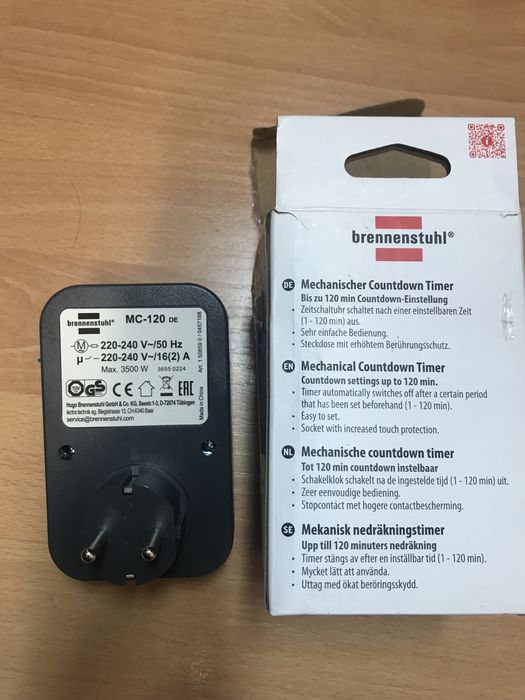 brennenstuhl®
MC-120 DE
220-240 V~/50 Hz
µ 220-240 V~/16(2) A
Max. 3500 W 3655 0224
Hugo Brennenstuhl GmbH & Co. KG, Seestr. 1-3, D-72074 Tübingen
lectra technik ag, Blegistrasse 13, CH-6340 Baar
service@brennenstuhl.com
Made in China
brennenstuhl®
DE Mechanischer Countdown Timer
Bis zu 120 min Countdown-Einstellung
• Zeitschaltuhr schaltet nach einer einstellbaren Zeit
(1 - 120 min) aus.
• Sehr einfache Bedienung.
• Steckdose mit erhöhtem Berührungsschutz.
EN Mechanical Countdown Timer
Countdown settings up to 120 min.
• Timer automatically switches off after a certain period
that has been set beforehand (1 - 120 min).
• Easy to set.
• Socket with increased touch protection.
NL Mechanische countdown timer
Tot 120 min countdown instelbaar
• Schakelklok schakelt na de ingestelde tijd (1 - 120 min) uit.
• Zeer eenvoudige bediening.
• Stopcontact met hogere contactbescherming.
SE Mekanisk nedräkningstimer
Upp till 120 minuters nedräkning
• Timer stängs av efter en inställbar tid (1 - 120 min).
• Mycket lätt att använda.
• Uttag med ökat beröringsskydd.